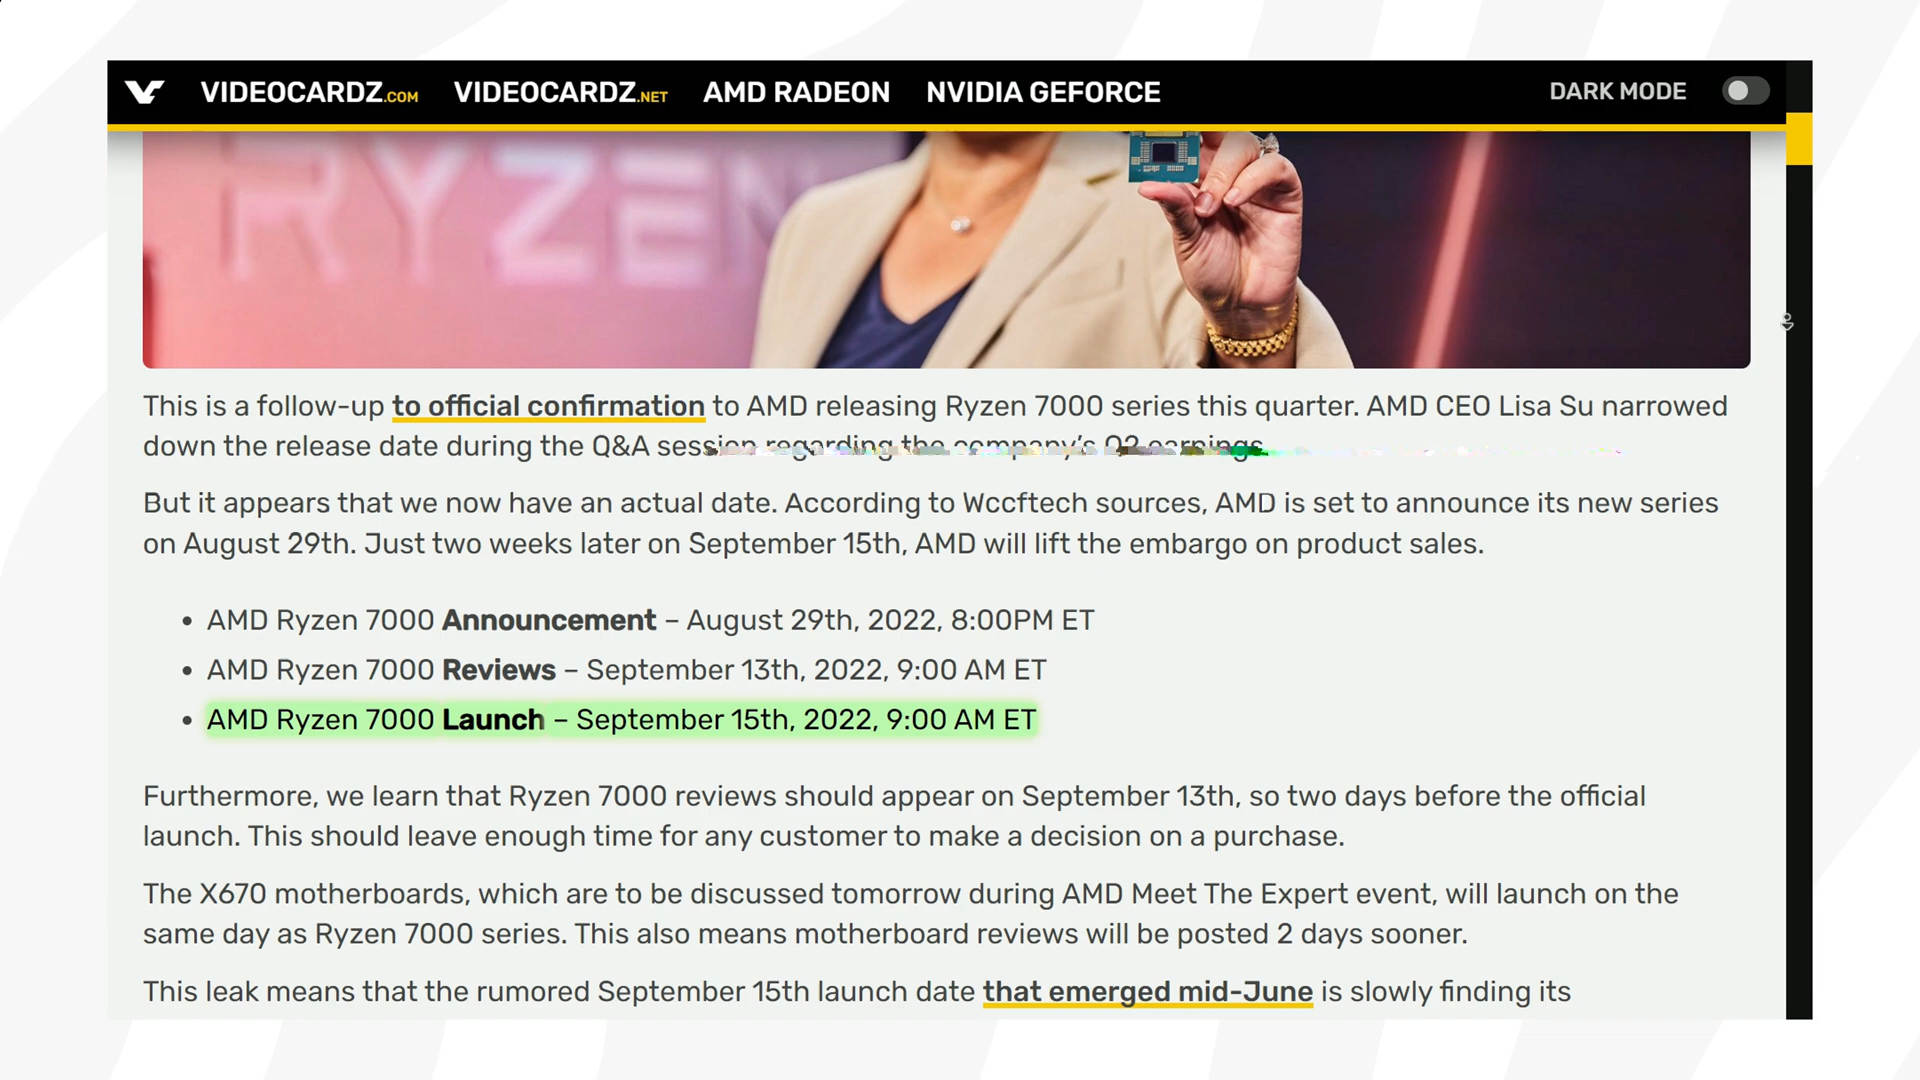 VIDEOCARDZ.COM VIDEOCARDZ.NET AMD RADEON NVIDIA GEFORCE DARK MODE
RYZEN
This is a follow-up to official confirmation to AMD releasing Ryzen 7000 series this quarter. AMD CEO Lisa Su narrowed
down the release date during the Q&A session regarding the company's Q2 earnings.
But it appears that we now have an actual date. According to Wccftech sources, AMD is set to announce its new series
on August 29th. Just two weeks later on September 15th, AMD will lift the embargo on product sales.
• AMD Ryzen 7000 Announcement – August 29th, 2022, 8:00PM ET
• AMD Ryzen 7000 Reviews – September 13th, 2022, 9:00 AM ET
• AMD Ryzen 7000 Launch – September 15th, 2022, 9:00 AM ET
Furthermore, we learn that Ryzen 7000 reviews should appear on September 13th, so two days before the official
launch. This should leave enough time for any customer to make a decision on a purchase.
The X670 motherboards, which are to be discussed tomorrow during AMD Meet The Expert event, will launch on the
same day as Ryzen 7000 series. This also means motherboard reviews will be posted 2 days sooner.
This leak means that the rumored September 15th launch date that emerged mid-June is slowly finding its